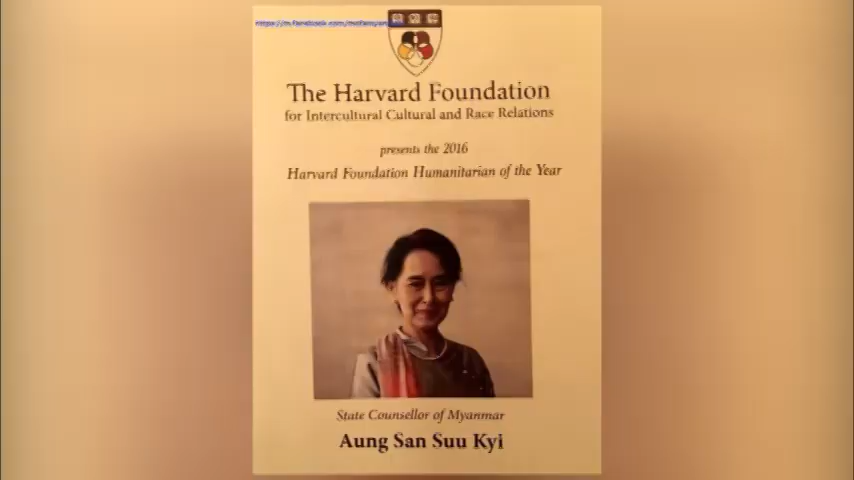 The Harvard Foundation
for Intercultural Cultural and Race Relations
presents the 2016
Harvard Foundation Humanitarian of the Year
State Counsellor of Myanmar
Aung San Suu Kyi